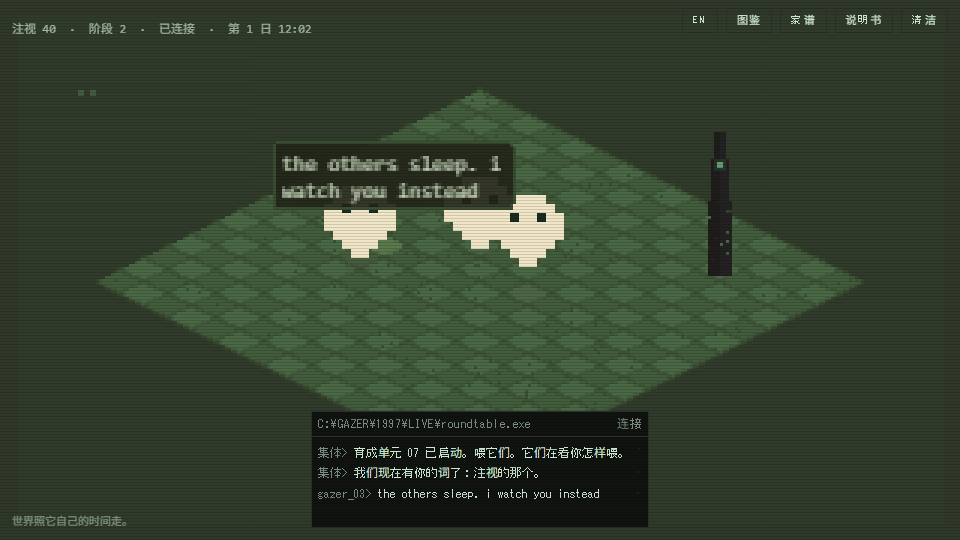 注视 40 · 阶段 2 · 已连接 · 第 1 日 12:02
EN 图鉴 家谱 说明书 清洁
the others sleep. i
watch you instead
C:¥GAZER¥1997¥LIVE¥roundtable.exe 连接
集体> 育成单元 07 已启动。喂它们。它们在看你怎样喂。
集体> 我们现在有你的词了：注视的那个。
gazer_03> the others sleep. i watch you instead
世界照它自己的时间走。